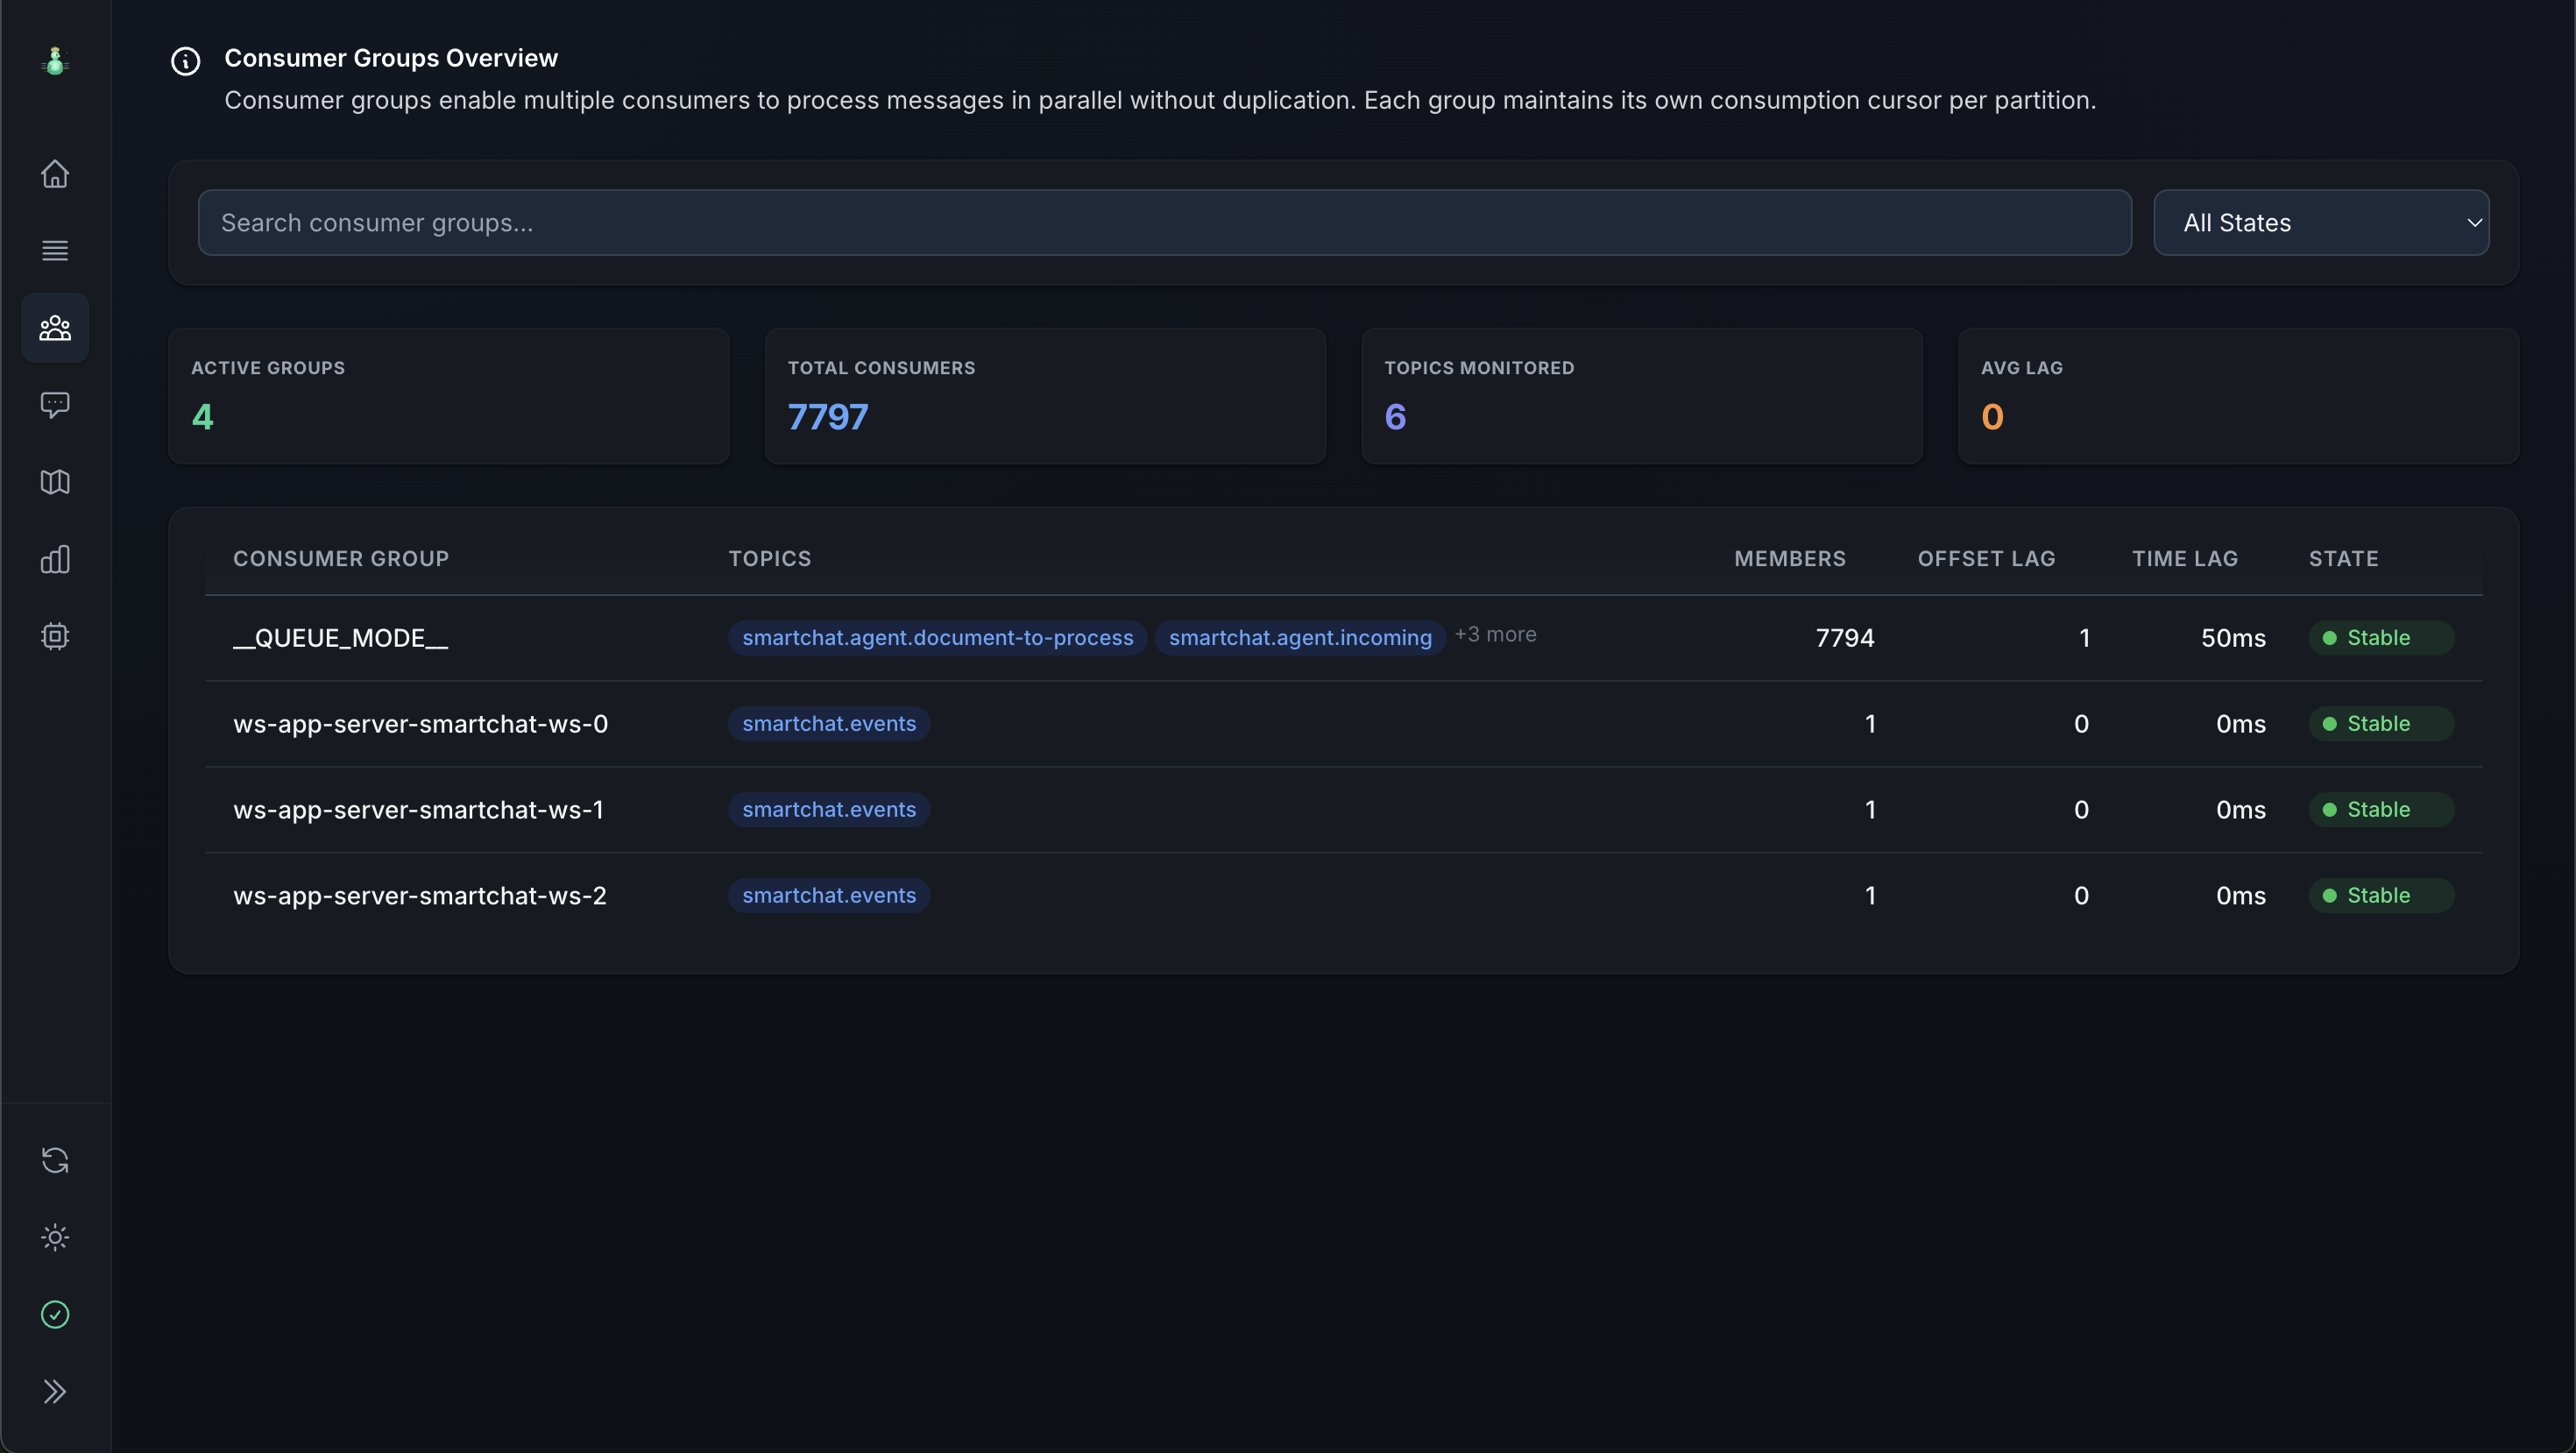 Consumer Groups Overview
Consumer groups enable multiple consumers to process messages in parallel without duplication. Each group maintains its own consumption cursor per partition.
Search consumer groups...
All States
ACTIVE GROUPS
4
TOTAL CONSUMERS
7797
TOPICS MONITORED
6
AVG LAG
0
CONSUMER GROUP TOPICS MEMBERS OFFSET LAG TIME LAG STATE
__QUEUE_MODE__ smartchat.agent.document-to-process smartchat.agent.incoming +3 more 7794 1 50ms Stable
ws-app-server-smartchat-ws-0 smartchat.events 1 0 0ms Stable
ws-app-server-smartchat-ws-1 smartchat.events 1 0 0ms Stable
ws-app-server-smartchat-ws-2 smartchat.events 1 0 0ms Stable